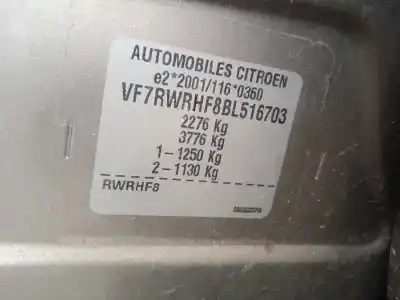 AUTOMOBILES CITROEN
e2*2001/116*0360
VF7RWRHF8BL516703
2276 Kg
3776 Kg
1-1250 Kg
2-1130 Kg
RWRHF8